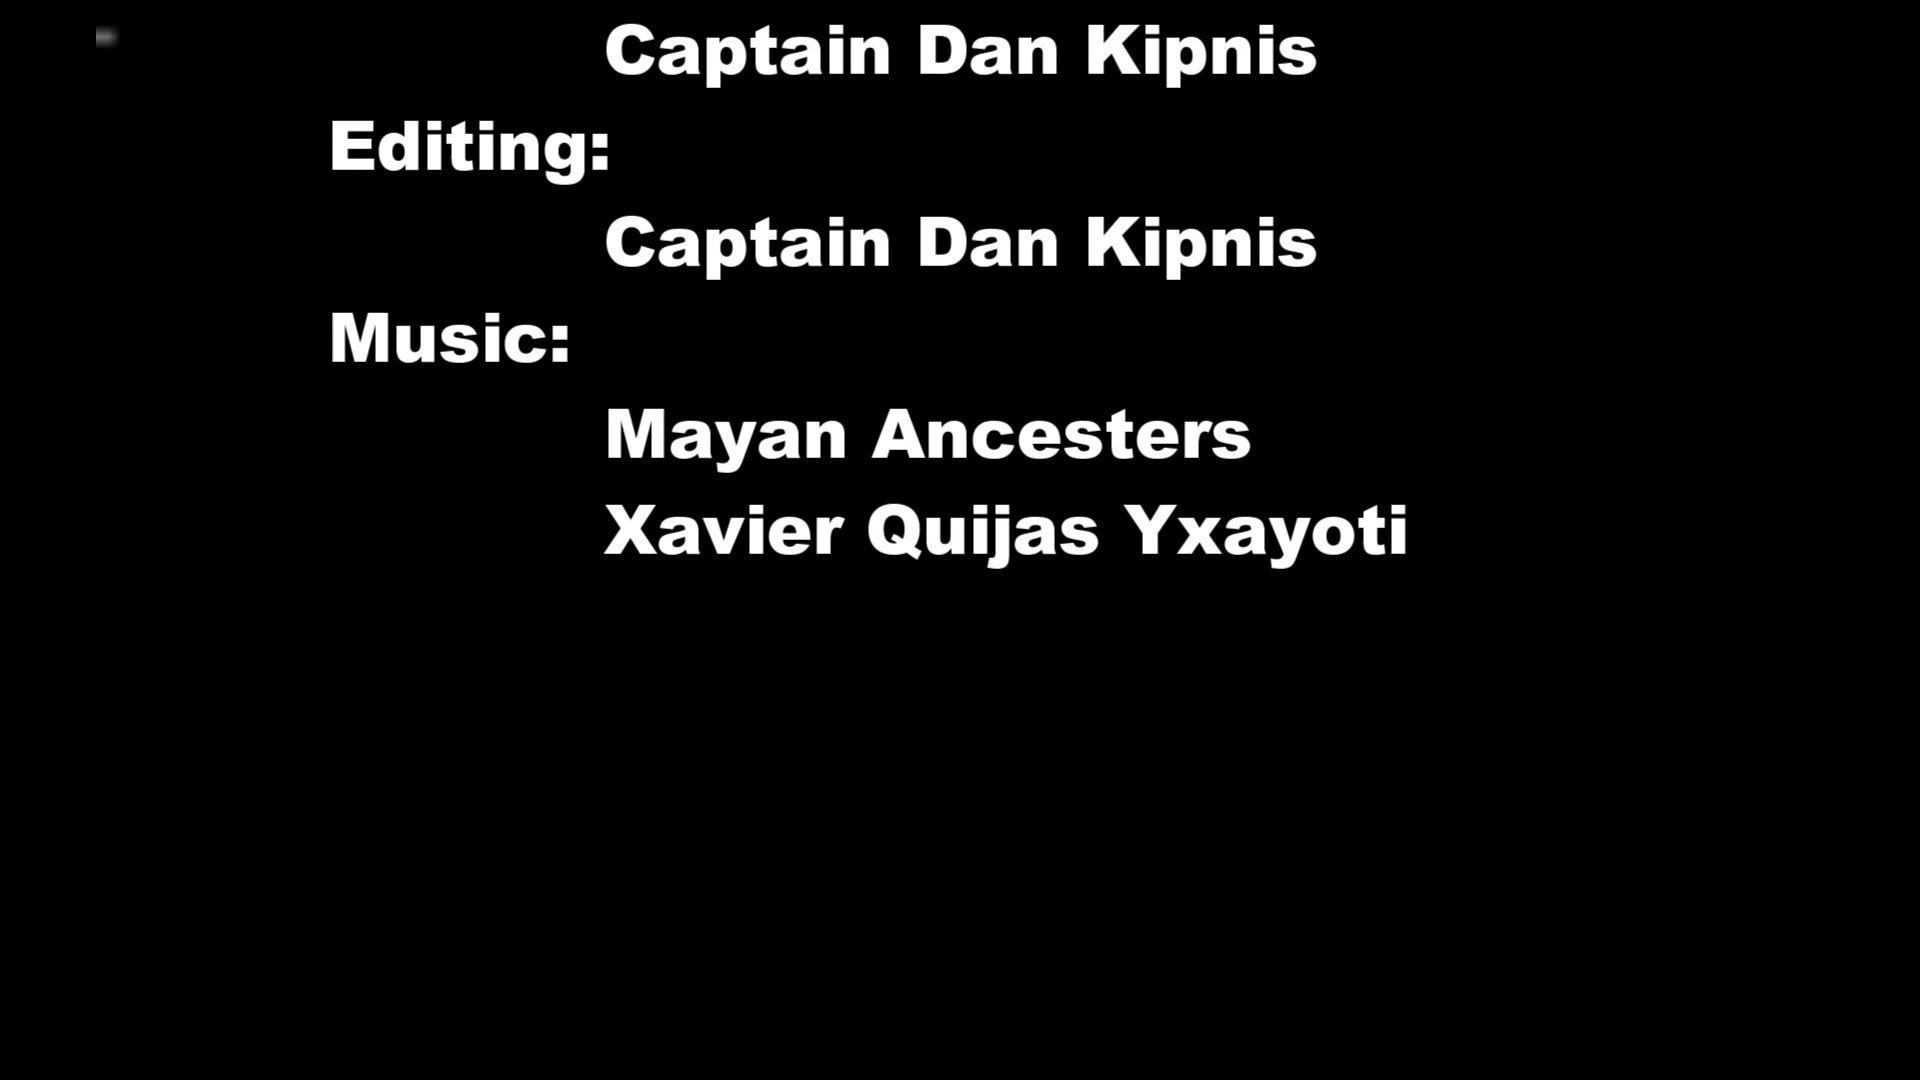 Captain Dan Kipnis
Editing:
Captain Dan Kipnis
Music:
Mayan Ancesters
Xavier Quijas Yxayoti